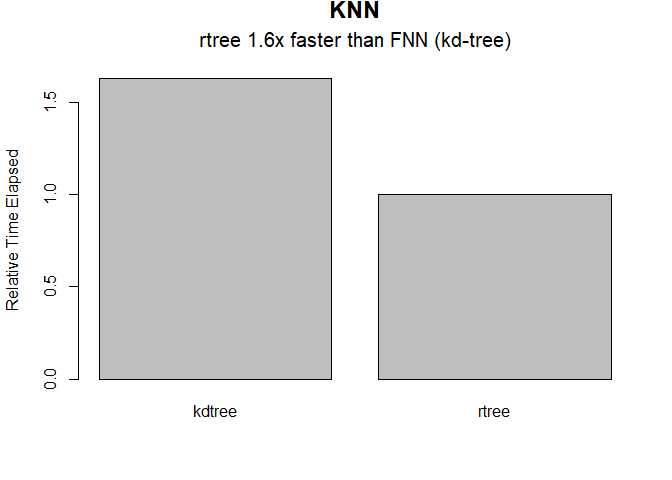 KNN
rtree 1.6x faster than FNN (kd-tree)
Relative Time Elapsed
1.5
1.0
0.5
0.0
kdtree
rtree